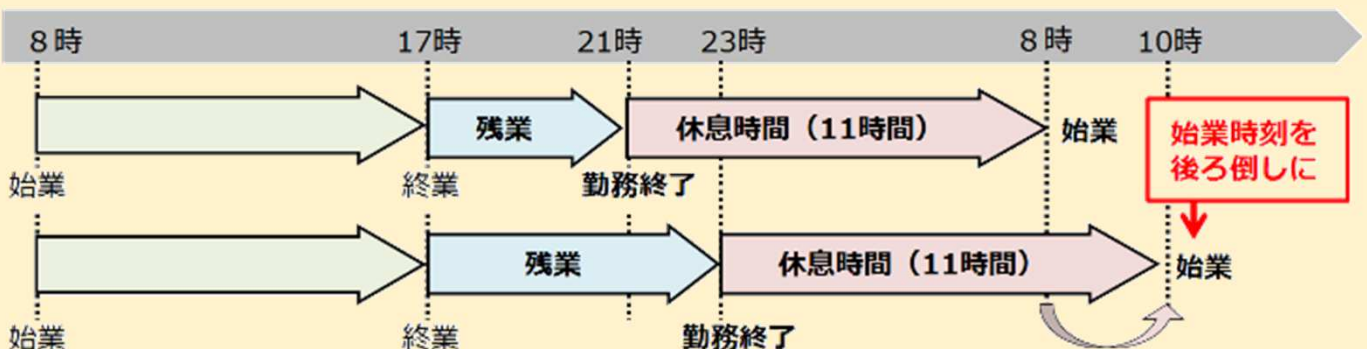 8時 17時 21時 23時 8時 10時
残業 休息時間(11時間) 始業
始業時刻を
後ろ倒しに
始業 終業 勤務終了
残業 休息時間(11時間) 始業
始業 終業 勤務終了